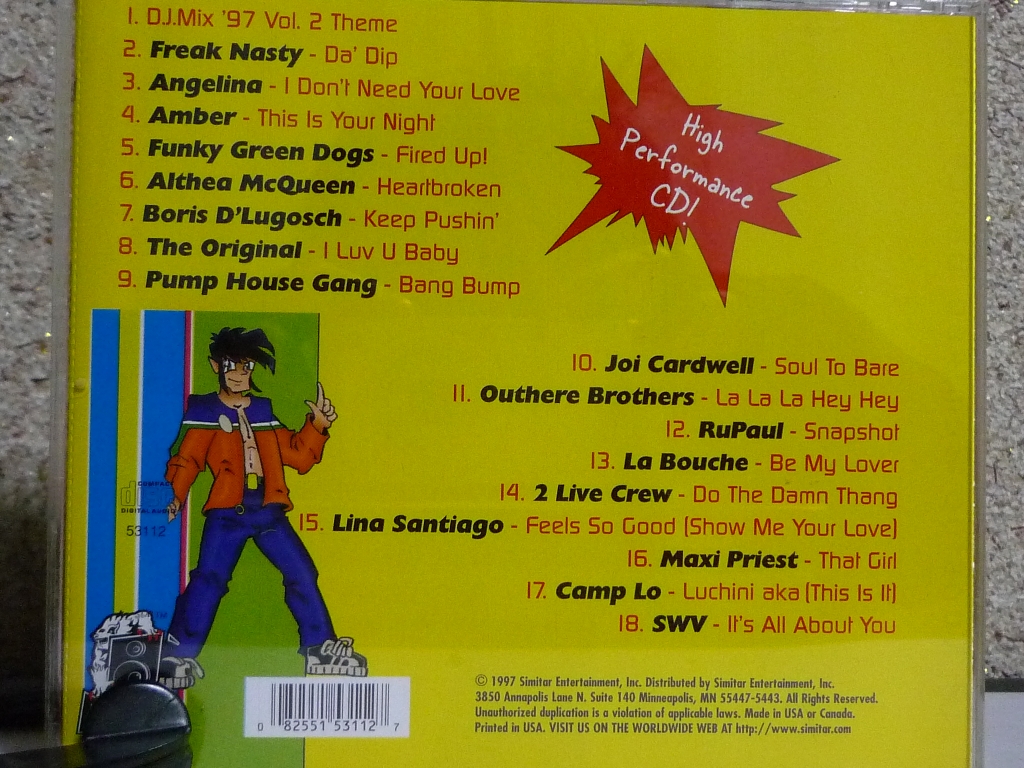 1. D.J.Mix '97 Vol. 2 Theme
2. Freak Nasty - Da' Dip
3. Angelina - I Don't Need Your Love
4. Amber - This Is Your Night
5. Funky Green Dogs - Fired Up!
6. Althea McQueen - Heartbroken
7. Boris D'Lugosch - Keep Pushin'
8. The Original - I Luv U Baby
9. Pump House Gang - Bang Bump
High
Performance
CD!
10. Joi Cardwell - Soul To Bare
11. Outhere Brothers - La La La Hey Hey
12. RuPaul - Snapshot
13. La Bouche - Be My Lover
14. 2 Live Crew - Do The Damn Thang
15. Lina Santiago - Feels So Good (Show Me Your Love)
16. Maxi Priest - That Girl
17. Camp Lo - Luchini aka (This Is It)
18. SWV - It's All About You
COMPACT
disc
DIGITAL AUDIO
53112
© 1997 Simitar Entertainment, Inc. Distributed by Simitar Entertainment, Inc.
3850 Annapolis Lane N. Suite 140 Minneapolis, MN 55447-5443. All Rights Reserved.
Unauthorized duplication is a violation of applicable laws. Made in USA or Canada.
Printed in USA. VISIT US ON THE WORLDWIDE WEB AT http://www.simitar.com
0 82551 53112 7